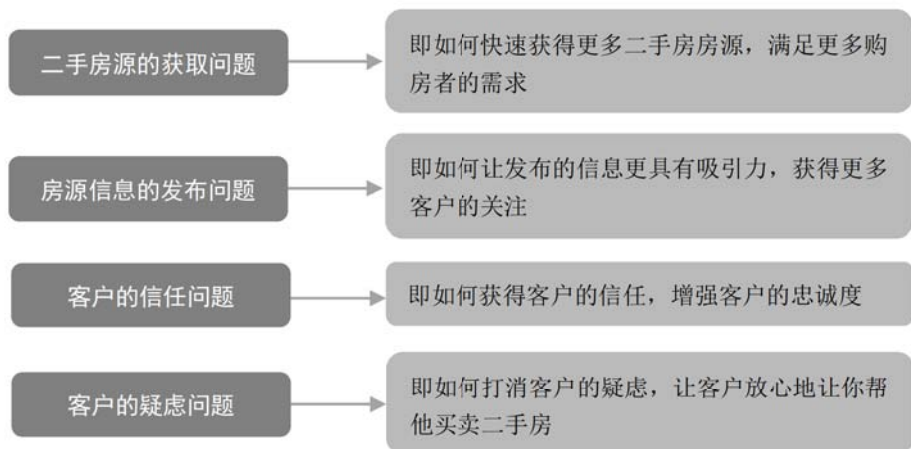 二手房源的获取问题
即如何快速获得更多二手房房源，满足更多购
房者的需求
房源信息的发布问题
即如何让发布的信息更具有吸引力，获得更多
客户的关注
客户的信任问题
即如何获得客户的信任，增强客户的忠诚度
客户的疑虑问题
即如何打消客户的疑虑，让客户放心地让你帮
他买卖二手房